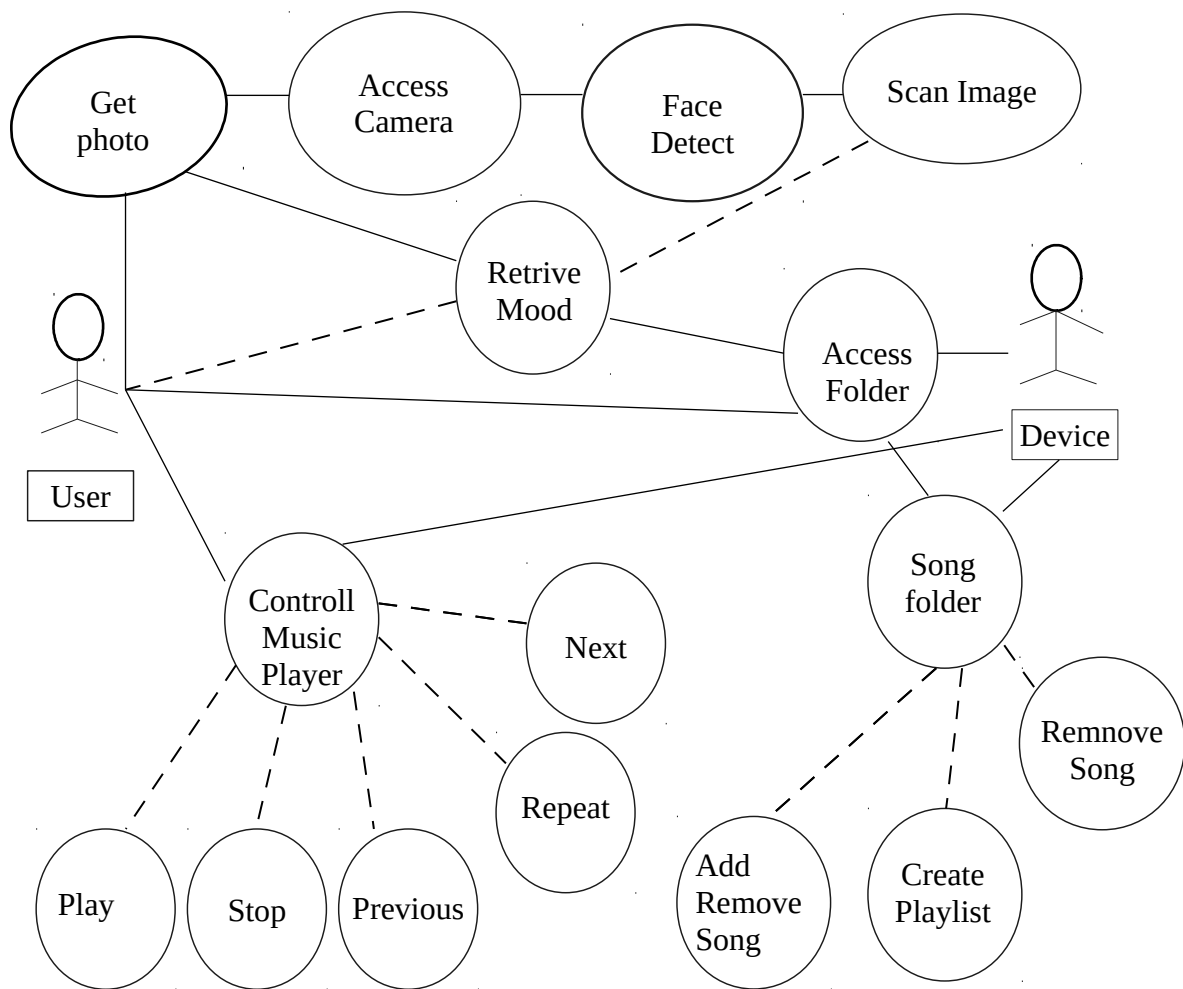 Get
photo
Access
Camera
Face
Detect
Scan Image
Retrive
Mood
Access
Folder
User
Device
Controll
Music
Player
Next
Repeat
Song
folder
Remnove
Song
Play
Stop
Previous
Add
Remove
Song
Create
Playlist